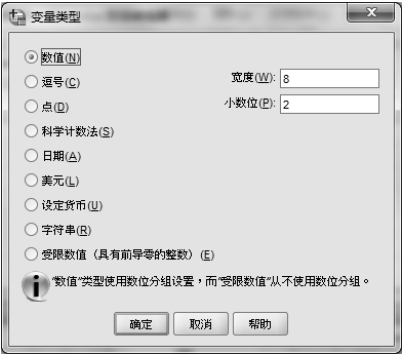 变量类型
数值(N)
逗号(C)
点(D)
科学计数法(S)
日期(A)
美元(L)
设定货币(U)
字符串(R)
受限数值（具有前导零的整数）(E)
宽度(W): 8
小数位(P): 2
"数值"类型使用数位分组设置，而"受限数值"从不使用数位分组。
确定 取消 帮助